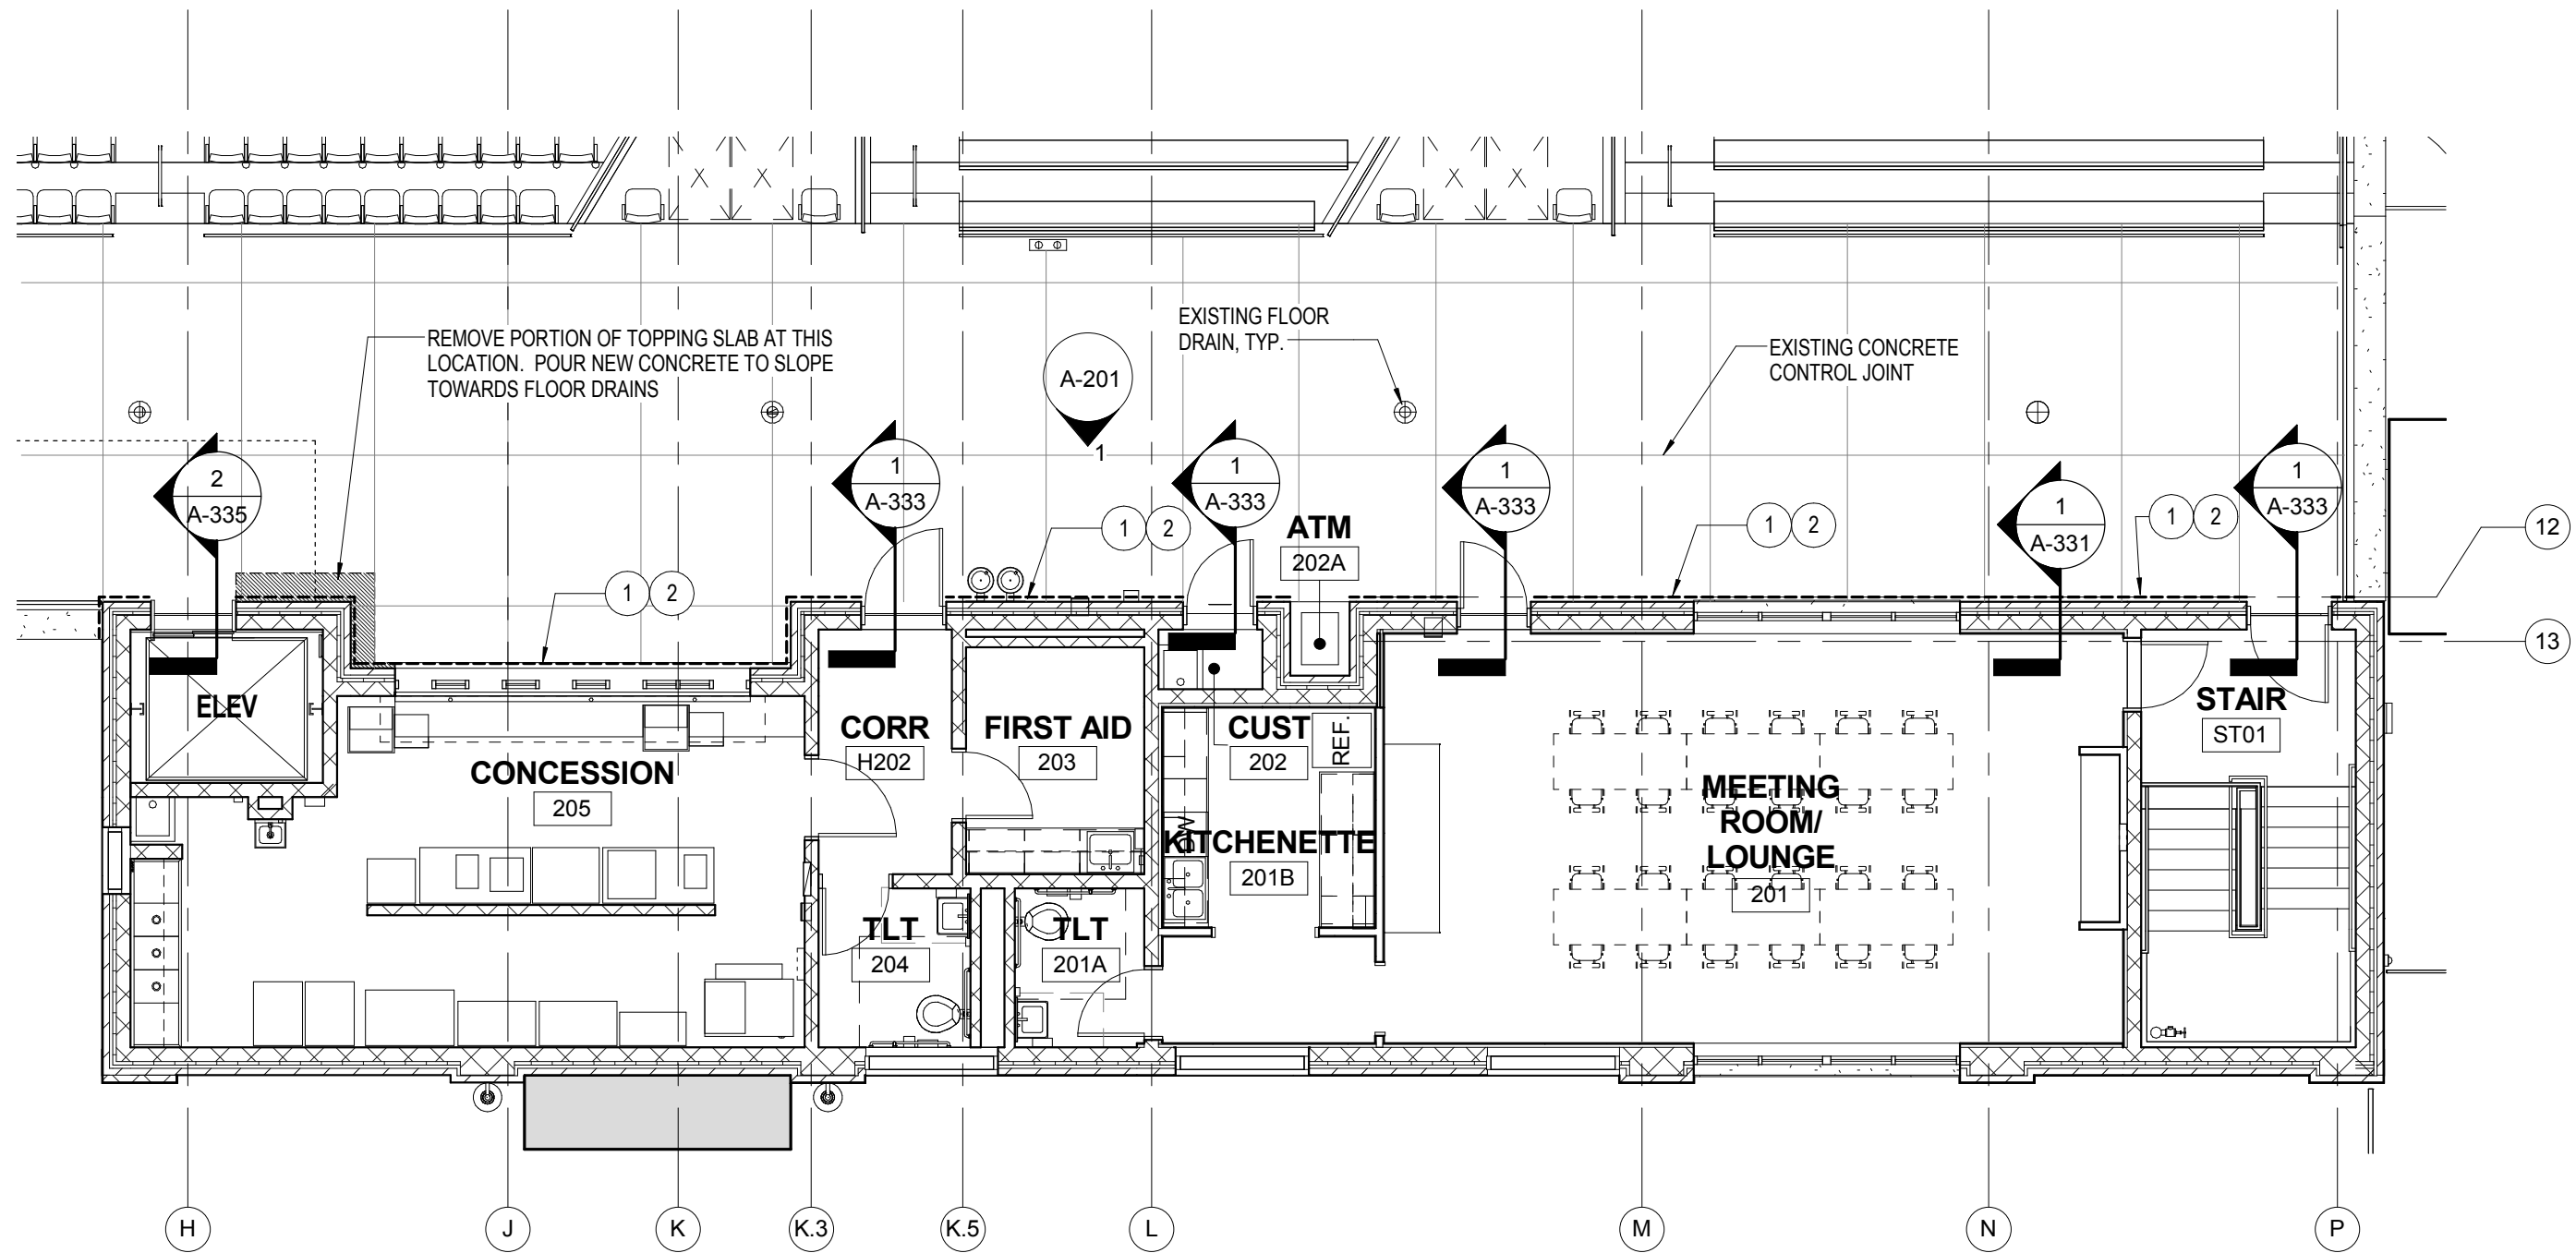 REMOVE PORTION OF TOPPING SLAB AT THIS
LOCATION. POUR NEW CONCRETE TO SLOPE
TOWARDS FLOOR DRAINS
A-201
1
EXISTING FLOOR
DRAIN, TYP.
EXISTING CONCRETE
CONTROL JOINT
2
A-335
1
A-333
1
A-333
1
A-333
1
A-331
1
A-333
1 2
1 2
1 2
1 2
12
13
ATM
202A
ELEV
CONCESSION
205
CORR
H202
FIRST AID
203
CUST
202
REF.
DW
KITCHENETTE
201B
MEETING
ROOM/
LOUNGE
201
STAIR
ST01
TLT
204
TLT
201A
H
J
K
K.3
K.5
L
M
N
P